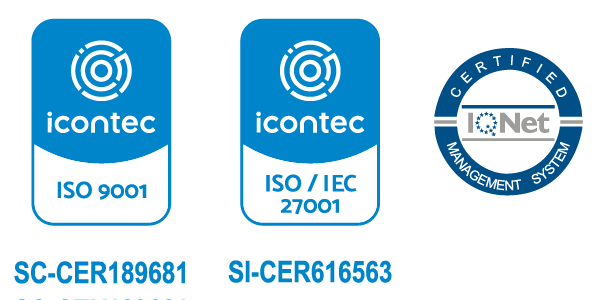 icontec
ISO 9001
SC-CER189681
icontec
ISO / IEC
27001
SI-CER616563
CERTIFIED
IQNet
MANAGEMENT SYSTEM